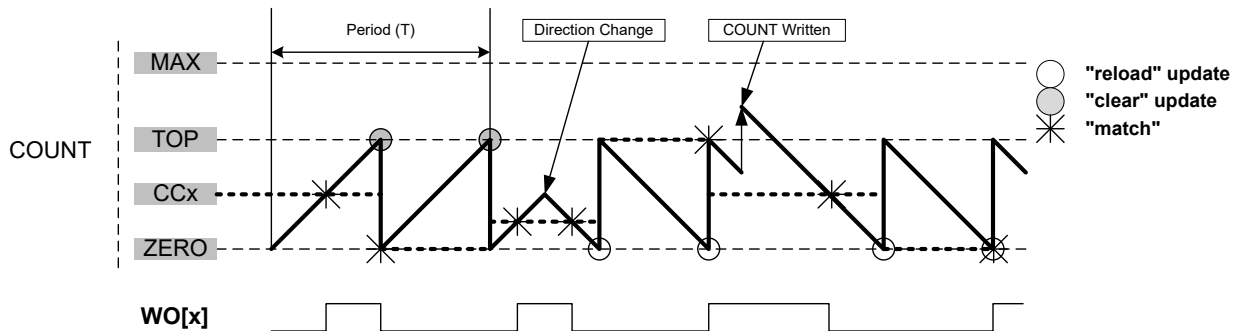 Period (T)
Direction Change
COUNT Written
MAX
"reload" update
"clear" update
TOP
"match"
COUNT
CCx
ZERO
WO[x]